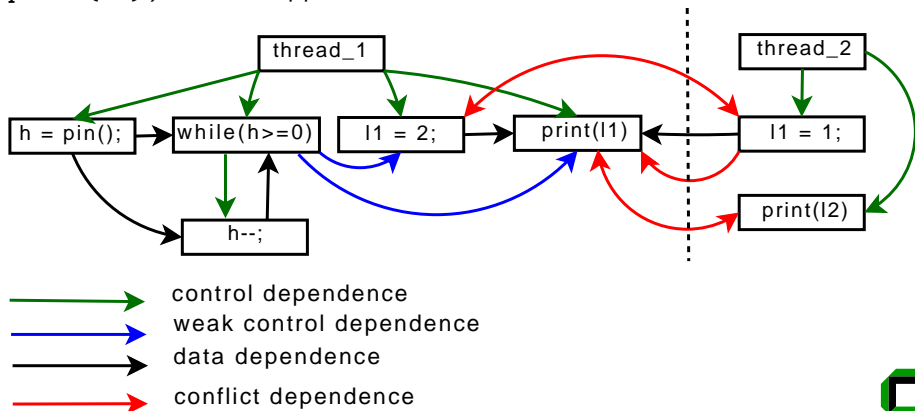 thread_1
thread_2
h = pin();
while(h>=0)
l1 = 2;
print(l1)
l1 = 1;
print(l2)
h--;
control dependence
weak control dependence
data dependence
conflict dependence